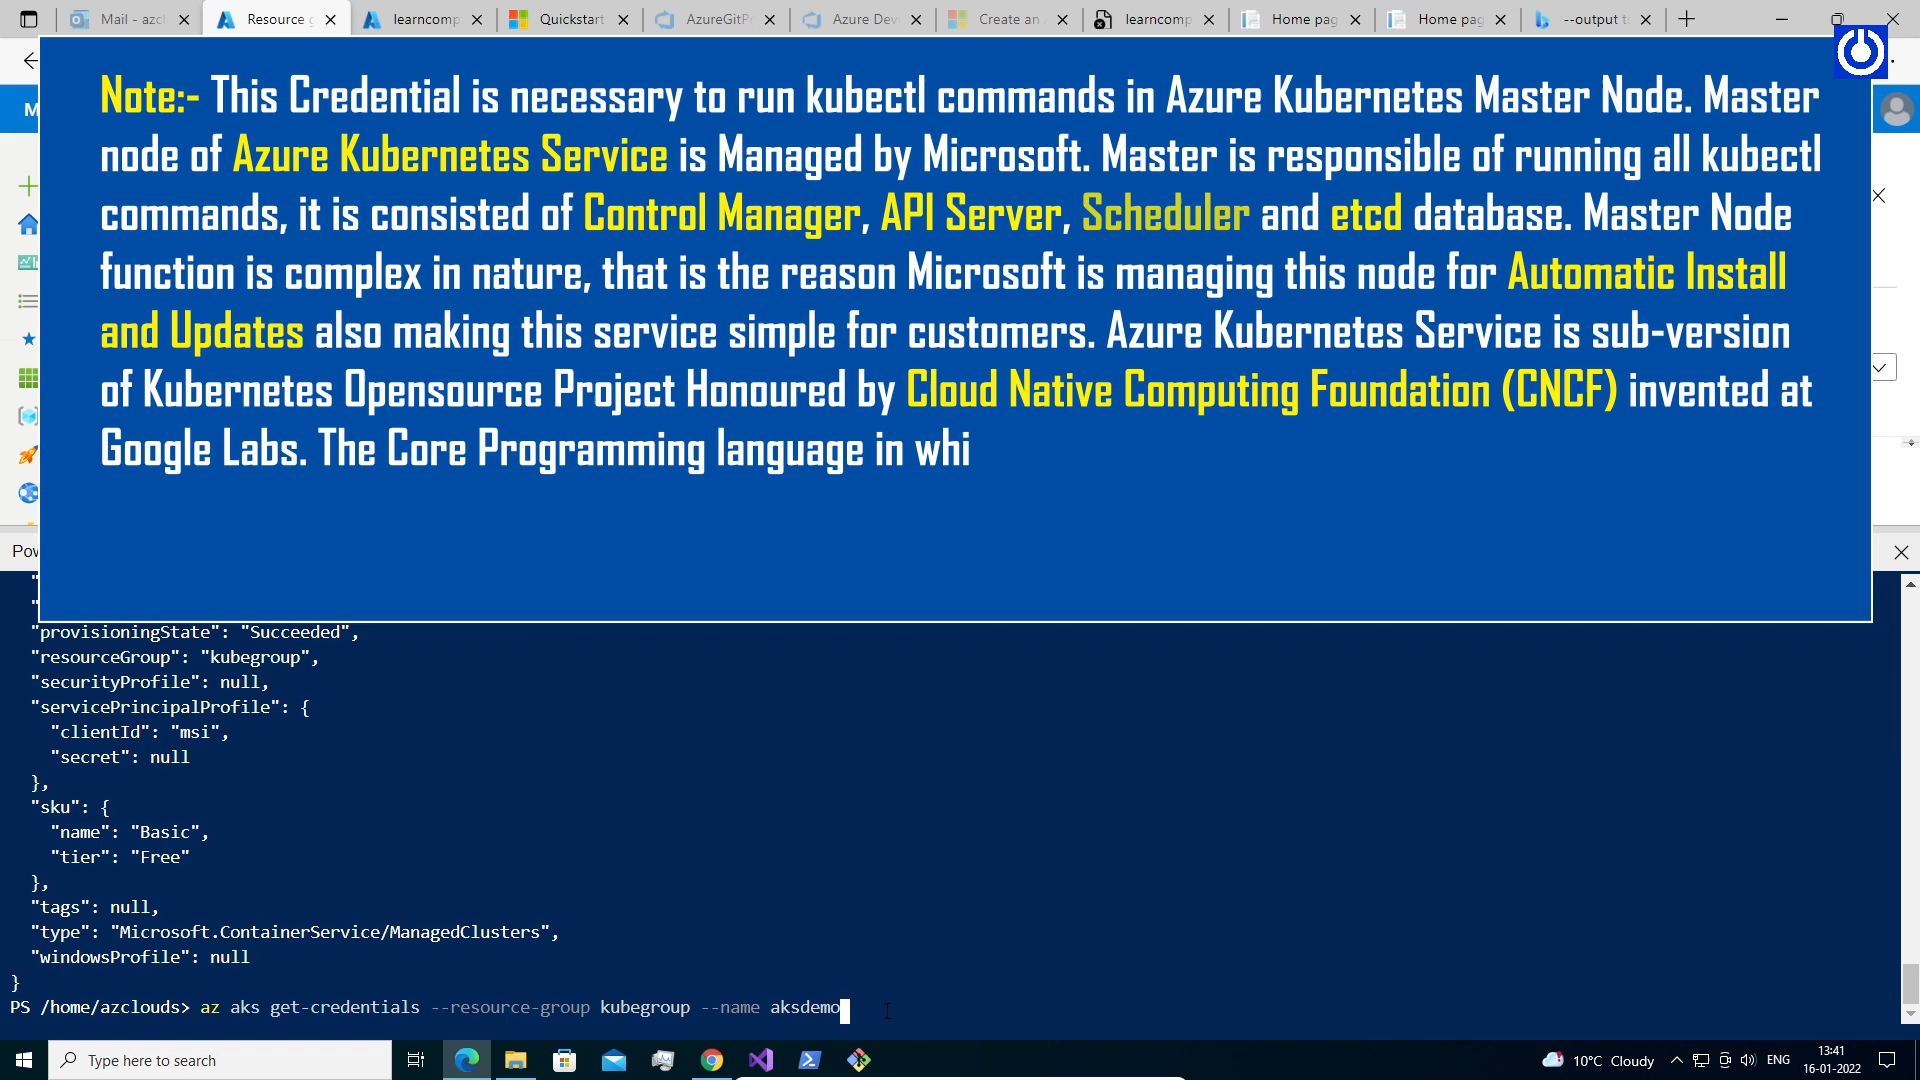 Mail - azcl
Resource g
learncomp
Quickstart
AzureGitPr
Azure Dev
Create an
learncomp
Home pag
Home pag
--output ts
Note:- This Credential is necessary to run kubectl commands in Azure Kubernetes Master Node. Master
node of Azure Kubernetes Service is Managed by Microsoft. Master is responsible of running all kubectl
commands, it is consisted of Control Manager, API Server, Scheduler and etcd database. Master Node
function is complex in nature, that is the reason Microsoft is managing this node for Automatic Install
and Updates also making this service simple for customers. Azure Kubernetes Service is sub-version
of Kubernetes Opensource Project Honoured by Cloud Native Computing Foundation (CNCF) invented at
Google Labs. The Core Programming language in whi
M
Pow
"provisioningState": "Succeeded",
"resourceGroup": "kubegroup",
"securityProfile": null,
"servicePrincipalProfile": {
"clientId": "msi",
"secret": null
},
"sku": {
"name": "Basic",
"tier": "Free"
},
"tags": null,
"type": "Microsoft.ContainerService/ManagedClusters",
"windowsProfile": null
}
PS /home/azclouds> az aks get-credentials --resource-group kubegroup --name aksdemo
Type here to search
10°C Cloudy
ENG
13:41
16-01-2022